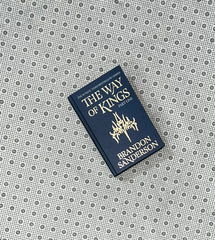 THE WAY
OF KINGS
BRANDON
SANDERSON